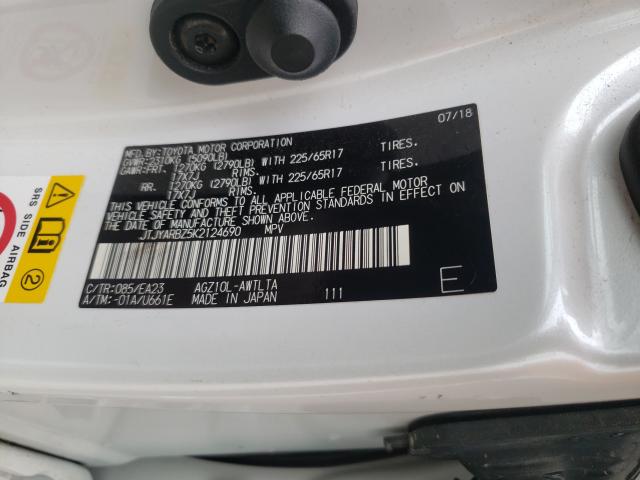 MFD.BY:TOYOTA MOTOR CORPORATION 07/18
GVWR:2310KG (5090LB)
GAWR:FRT. 1270KG (2790LB) WITH 225/65R17 TIRES.
17X7J RIMS.
RR. 1270KG (2790LB) WITH 225/65R17 TIRES.
17X7J RIMS.
THIS VEHICLE CONFORMS TO ALL APPLICABLE FEDERAL MOTOR
VEHICLE SAFETY AND THEFT PREVENTION STANDARDS IN EFFECT ON
THE DATE OF MANUFACTURE SHOWN ABOVE.
JTJYARBZ5K2124690 MPV
C/TR:085/EA23 AGZ10L-AWTLTA
A/TM:-01A/U661E MADE IN JAPAN 111
E
SRS SIDE AIRBAG
2